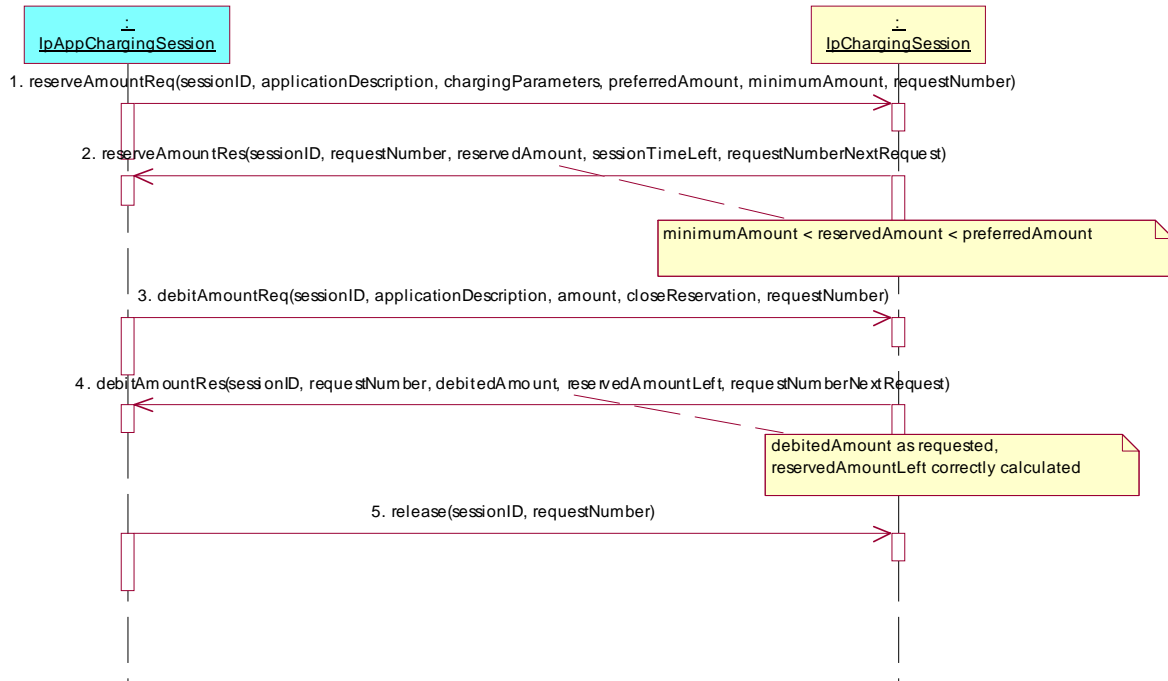 :
IpAppChargingSession
:
IpChargingSession
1. reserveAmountReq(sessionID, applicationDescription, chargingParameters, preferredAmount, minimumAmount, requestNumber)
2. reserveAmountRes(sessionID, requestNumber, reservedAmount, sessionTimeLeft, requestNumberNextRequest)
minimumAmount < reservedAmount < preferredAmount
3. debitAmountReq(sessionID, applicationDescription, amount, closeReservation, requestNumber)
4. debitAmountRes(sessionID, requestNumber, debitedAmount, reservedAmountLeft, requestNumberNextRequest)
debitedAmount as requested,
reservedAmountLeft correctly calculated
5. release(sessionID, requestNumber)